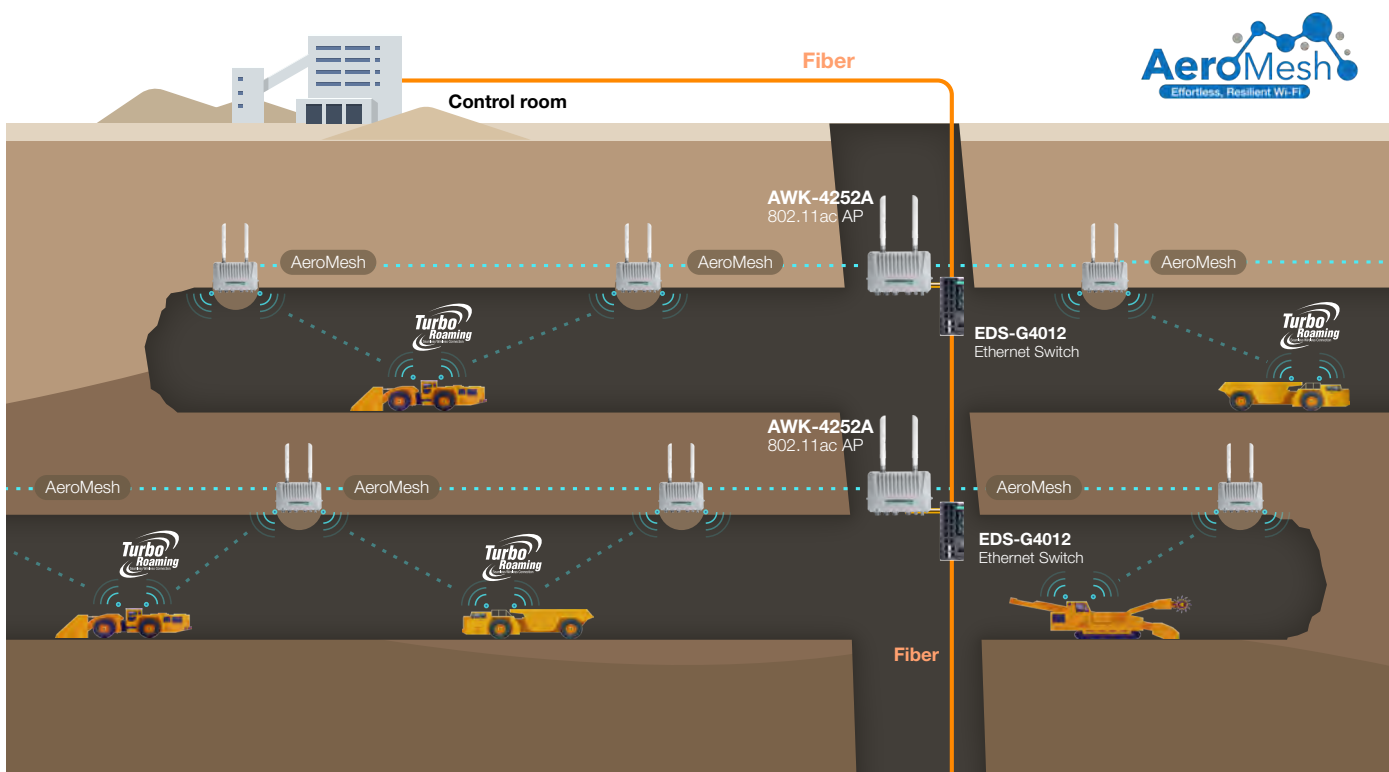 Fiber
AeroMesh
Effortless, Resilient Wi-Fi
Control room
AWK-4252A
802.11ac AP
AeroMesh
AeroMesh
AeroMesh
Turbo
Roaming
Turbo
Roaming
EDS-G4012
Ethernet Switch
AWK-4252A
802.11ac AP
AeroMesh
AeroMesh
AeroMesh
Turbo
Roaming
Turbo
Roaming
EDS-G4012
Ethernet Switch
Fiber